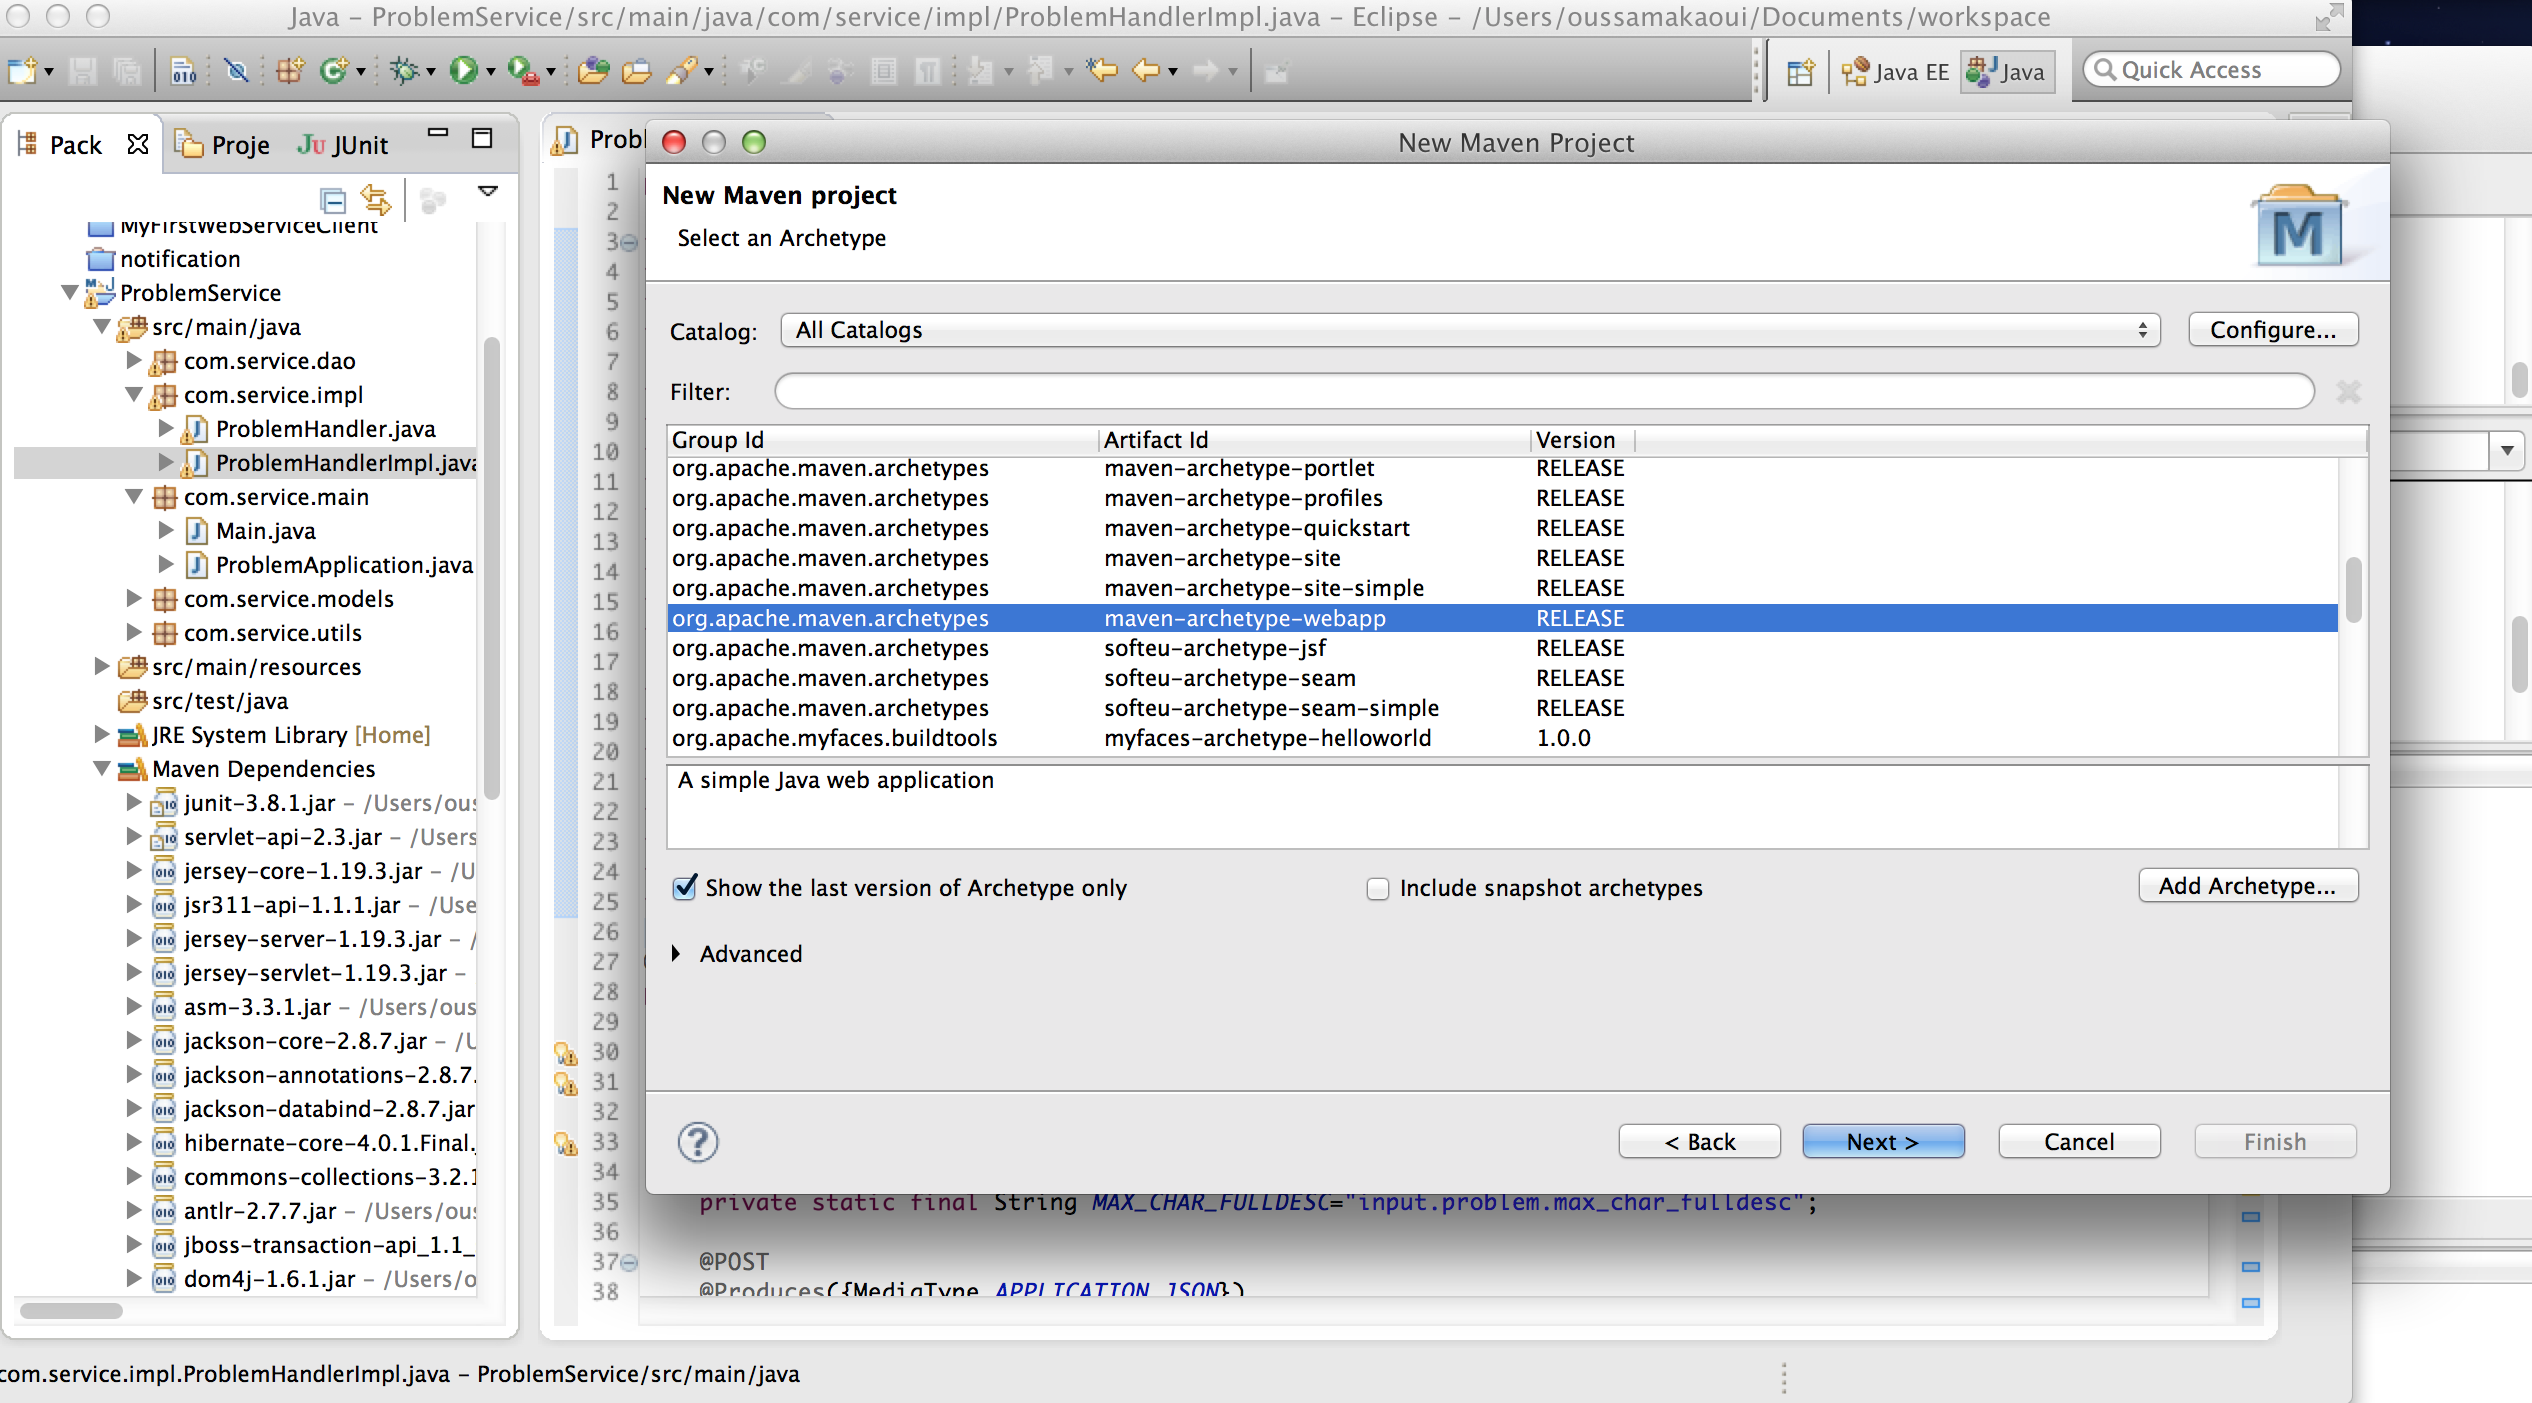 Java – ProblemService/src/main/java/com/service/impl/ProblemHandlerImpl.java – Eclipse – /Users/oussamakaoui/Documents/workspace
Java EE
Java
Quick Access
Pack
Proje
JUnit
MyFirstWebServiceClient
notification
ProblemService
src/main/java
com.service.dao
com.service.impl
ProblemHandler.java
ProblemHandlerImpl.java
com.service.main
Main.java
ProblemApplication.java
com.service.models
com.service.utils
src/main/resources
src/test/java
JRE System Library [Home]
Maven Dependencies
junit-3.8.1.jar – /Users/ous
servlet-api-2.3.jar – /Users
jersey-core-1.19.3.jar – /U
jsr311-api-1.1.1.jar – /Use
jersey-server-1.19.3.jar – /
jersey-servlet-1.19.3.jar –
asm-3.3.1.jar – /Users/ous
jackson-core-2.8.7.jar – /U
jackson-annotations-2.8.7.
jackson-databind-2.8.7.jar
hibernate-core-4.0.1.Final.
commons-collections-3.2.1
antlr-2.7.7.jar – /Users/ous
jboss-transaction-api_1.1_
dom4j-1.6.1.jar – /Users/o
Probl
1
2
3
4
5
6
7
8
9
10
11
12
13
14
15
16
17
18
19
20
21
22
23
24
25
26
27
28
29
30
31
32
33
34
35 private static final String MAX_CHAR_FULLDESC="input.problem.max_char_fulldesc";
36
37 @POST
38 @Produces({MediaType.APPLICATION_JSON})
New Maven Project
New Maven project
Select an Archetype
Catalog: All Catalogs Configure...
Filter:
Group Id Artifact Id Version
org.apache.maven.archetypes maven-archetype-portlet RELEASE
org.apache.maven.archetypes maven-archetype-profiles RELEASE
org.apache.maven.archetypes maven-archetype-quickstart RELEASE
org.apache.maven.archetypes maven-archetype-site RELEASE
org.apache.maven.archetypes maven-archetype-site-simple RELEASE
org.apache.maven.archetypes maven-archetype-webapp RELEASE
org.apache.maven.archetypes softeu-archetype-jsf RELEASE
org.apache.maven.archetypes softeu-archetype-seam RELEASE
org.apache.maven.archetypes softeu-archetype-seam-simple RELEASE
org.apache.myfaces.buildtools myfaces-archetype-helloworld 1.0.0
A simple Java web application
Show the last version of Archetype only Include snapshot archetypes Add Archetype...
Advanced
< Back Next > Cancel Finish
com.service.impl.ProblemHandlerImpl.java – ProblemService/src/main/java